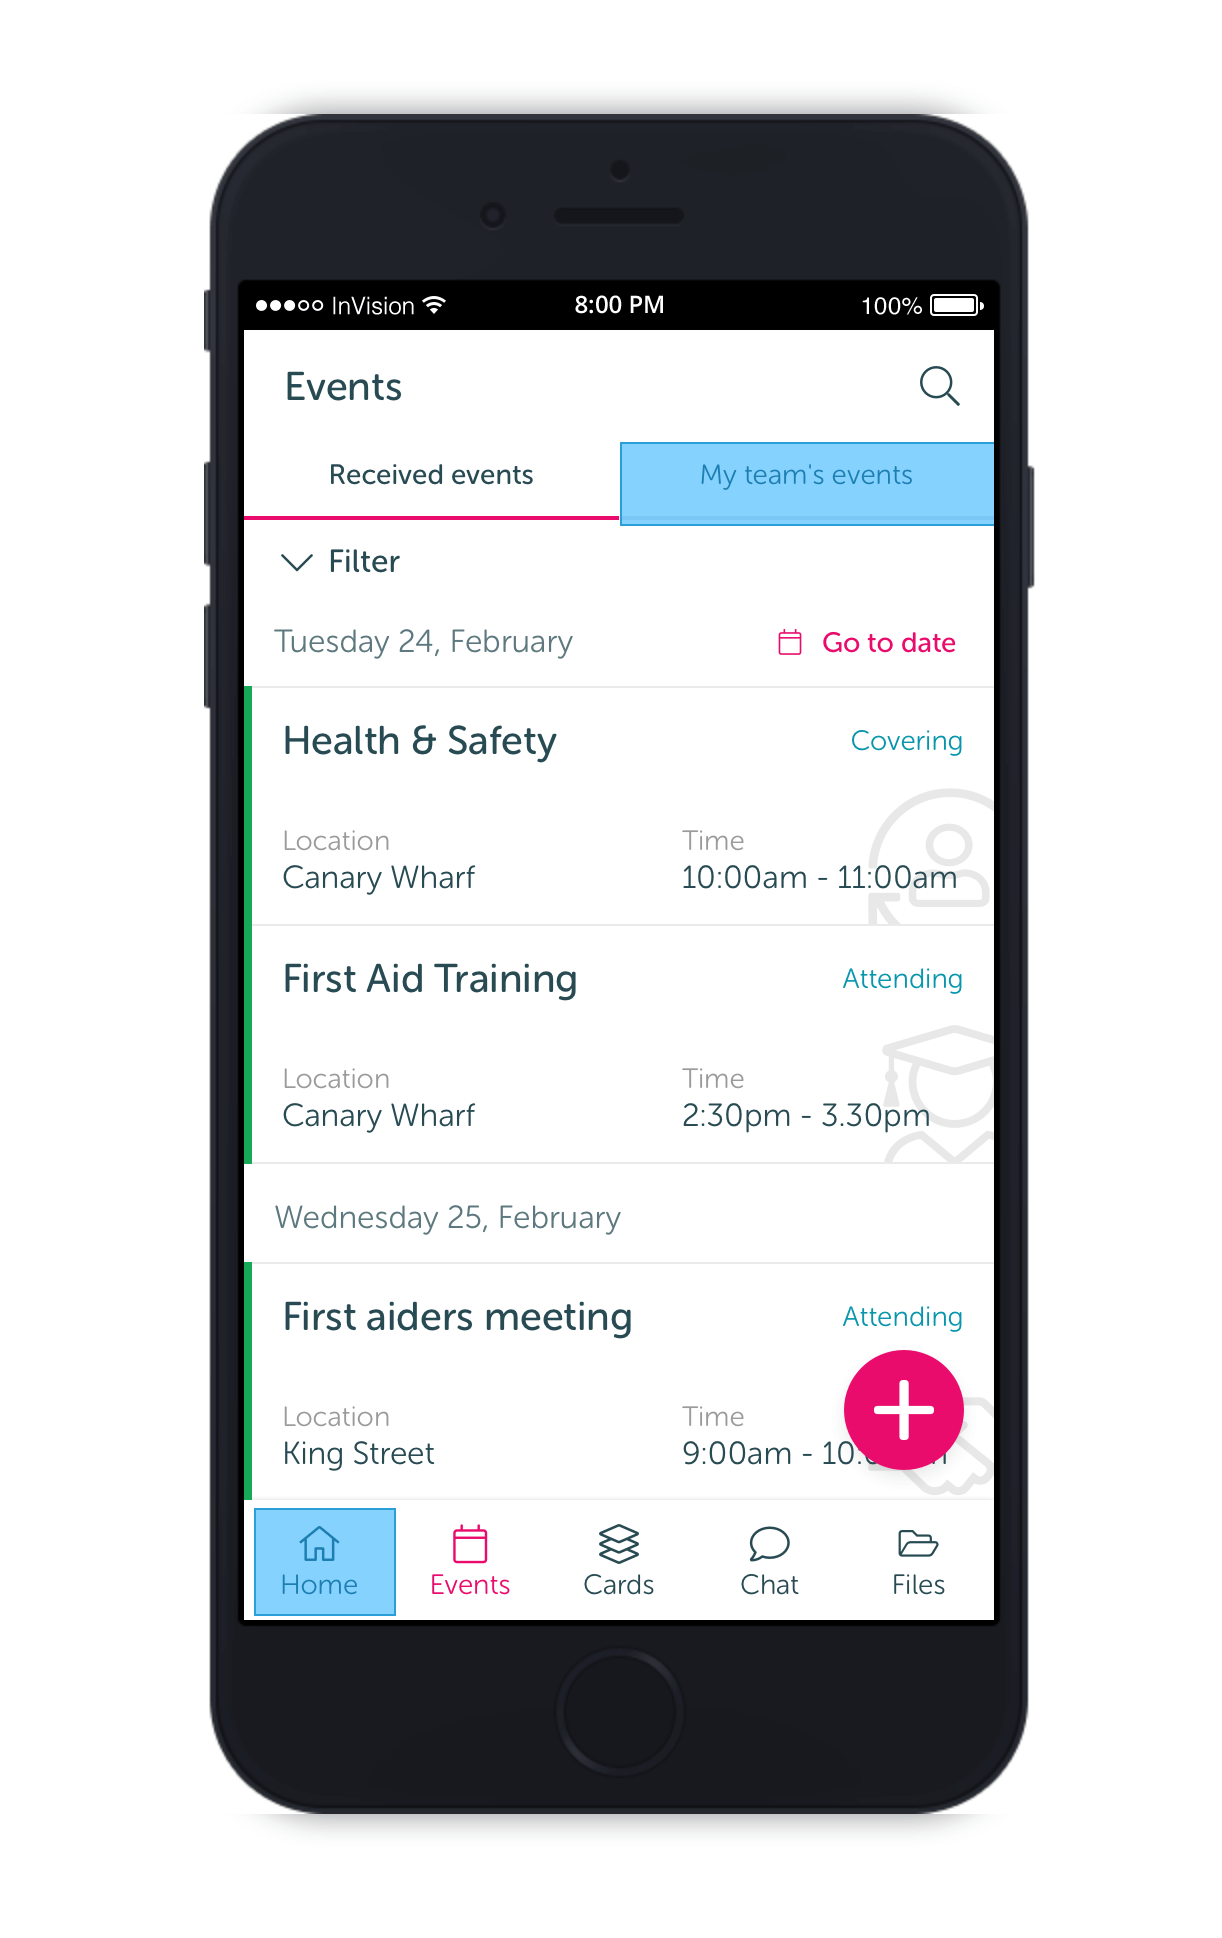 InVision 8:00 PM 100%
Events
Received events My team's events
Filter
Tuesday 24, February Go to date
Health & Safety Covering
Location Time
Canary Wharf 10:00am - 11:00am
First Aid Training Attending
Location Time
Canary Wharf 2:30pm - 3.30pm
Wednesday 25, February
First aiders meeting Attending
Location Time
King Street 9:00am -
Home Events Cards Chat Files